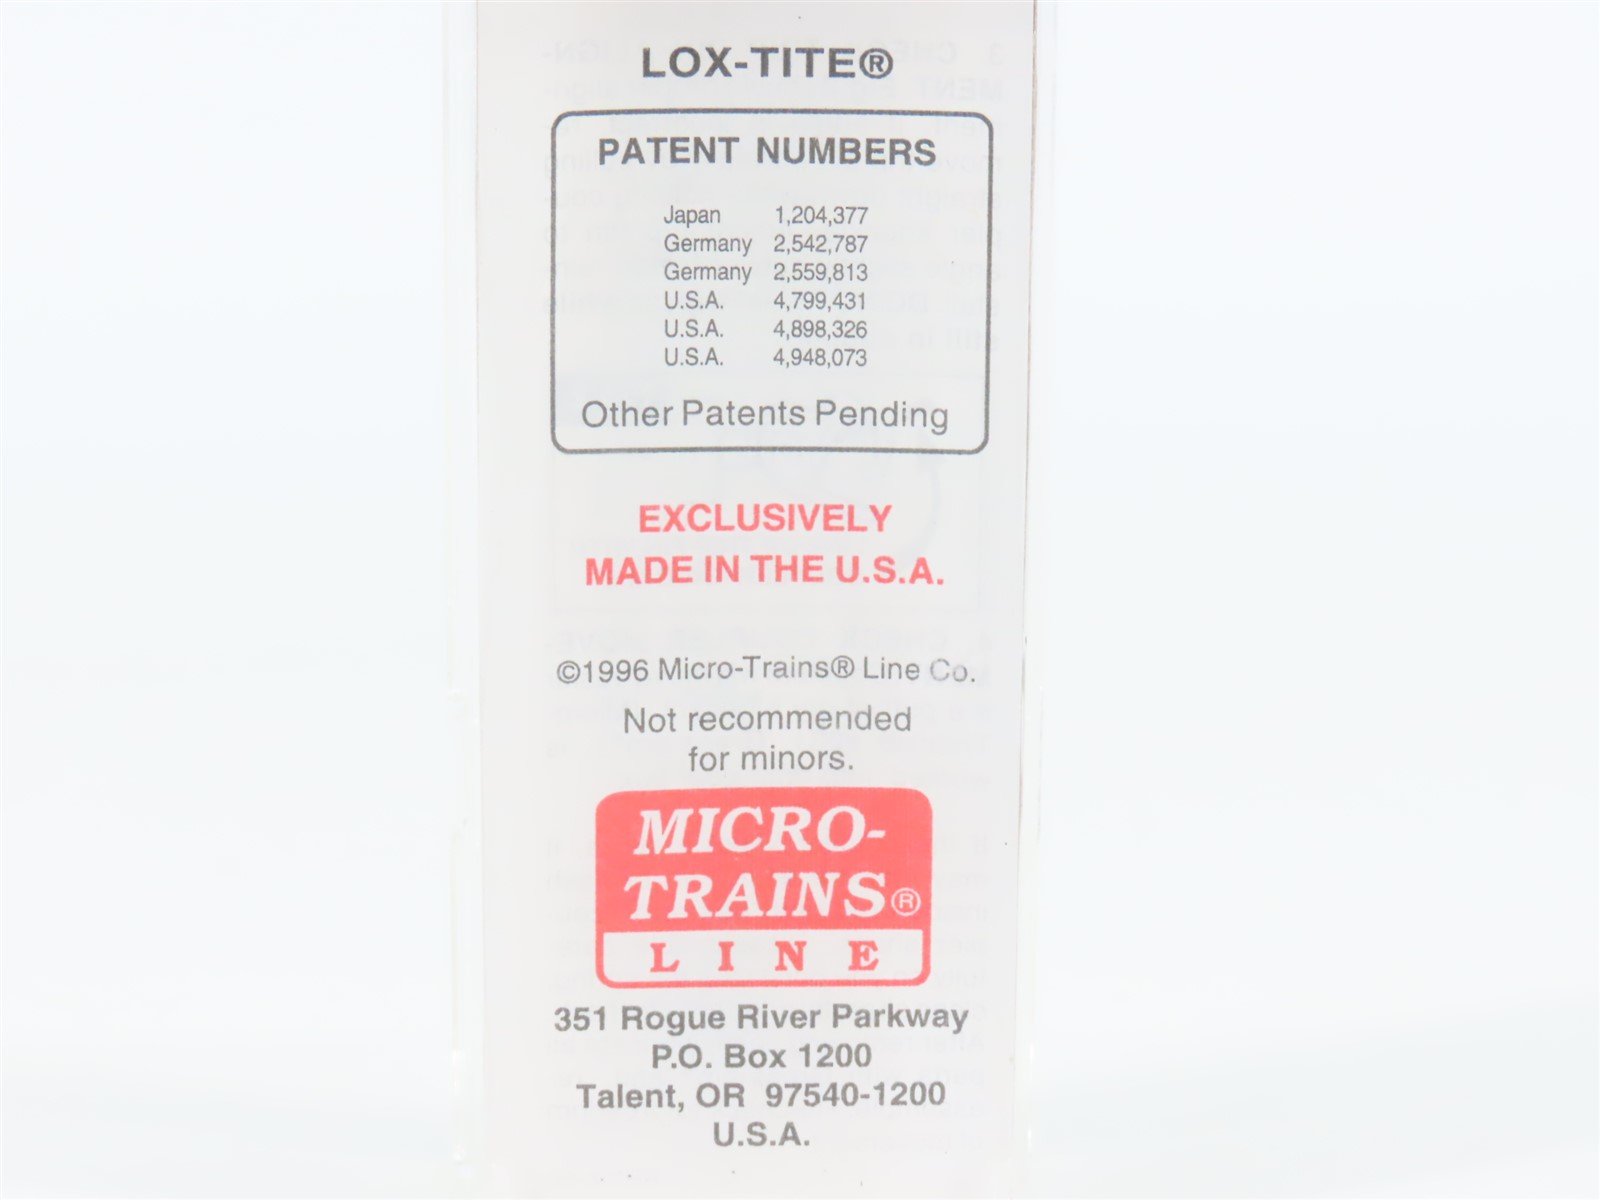 LOX-TITE®
PATENT NUMBERS
Japan 1,204,377
Germany 2,542,787
Germany 2,559,813
U.S.A. 4,799,431
U.S.A. 4,898,326
U.S.A. 4,948,073
Other Patents Pending
EXCLUSIVELY
MADE IN THE U.S.A.
©1996 Micro-Trains® Line Co.
Not recommended
for minors.
MICRO-
TRAINS®
LINE
351 Rogue River Parkway
P.O. Box 1200
Talent, OR 97540-1200
U.S.A.